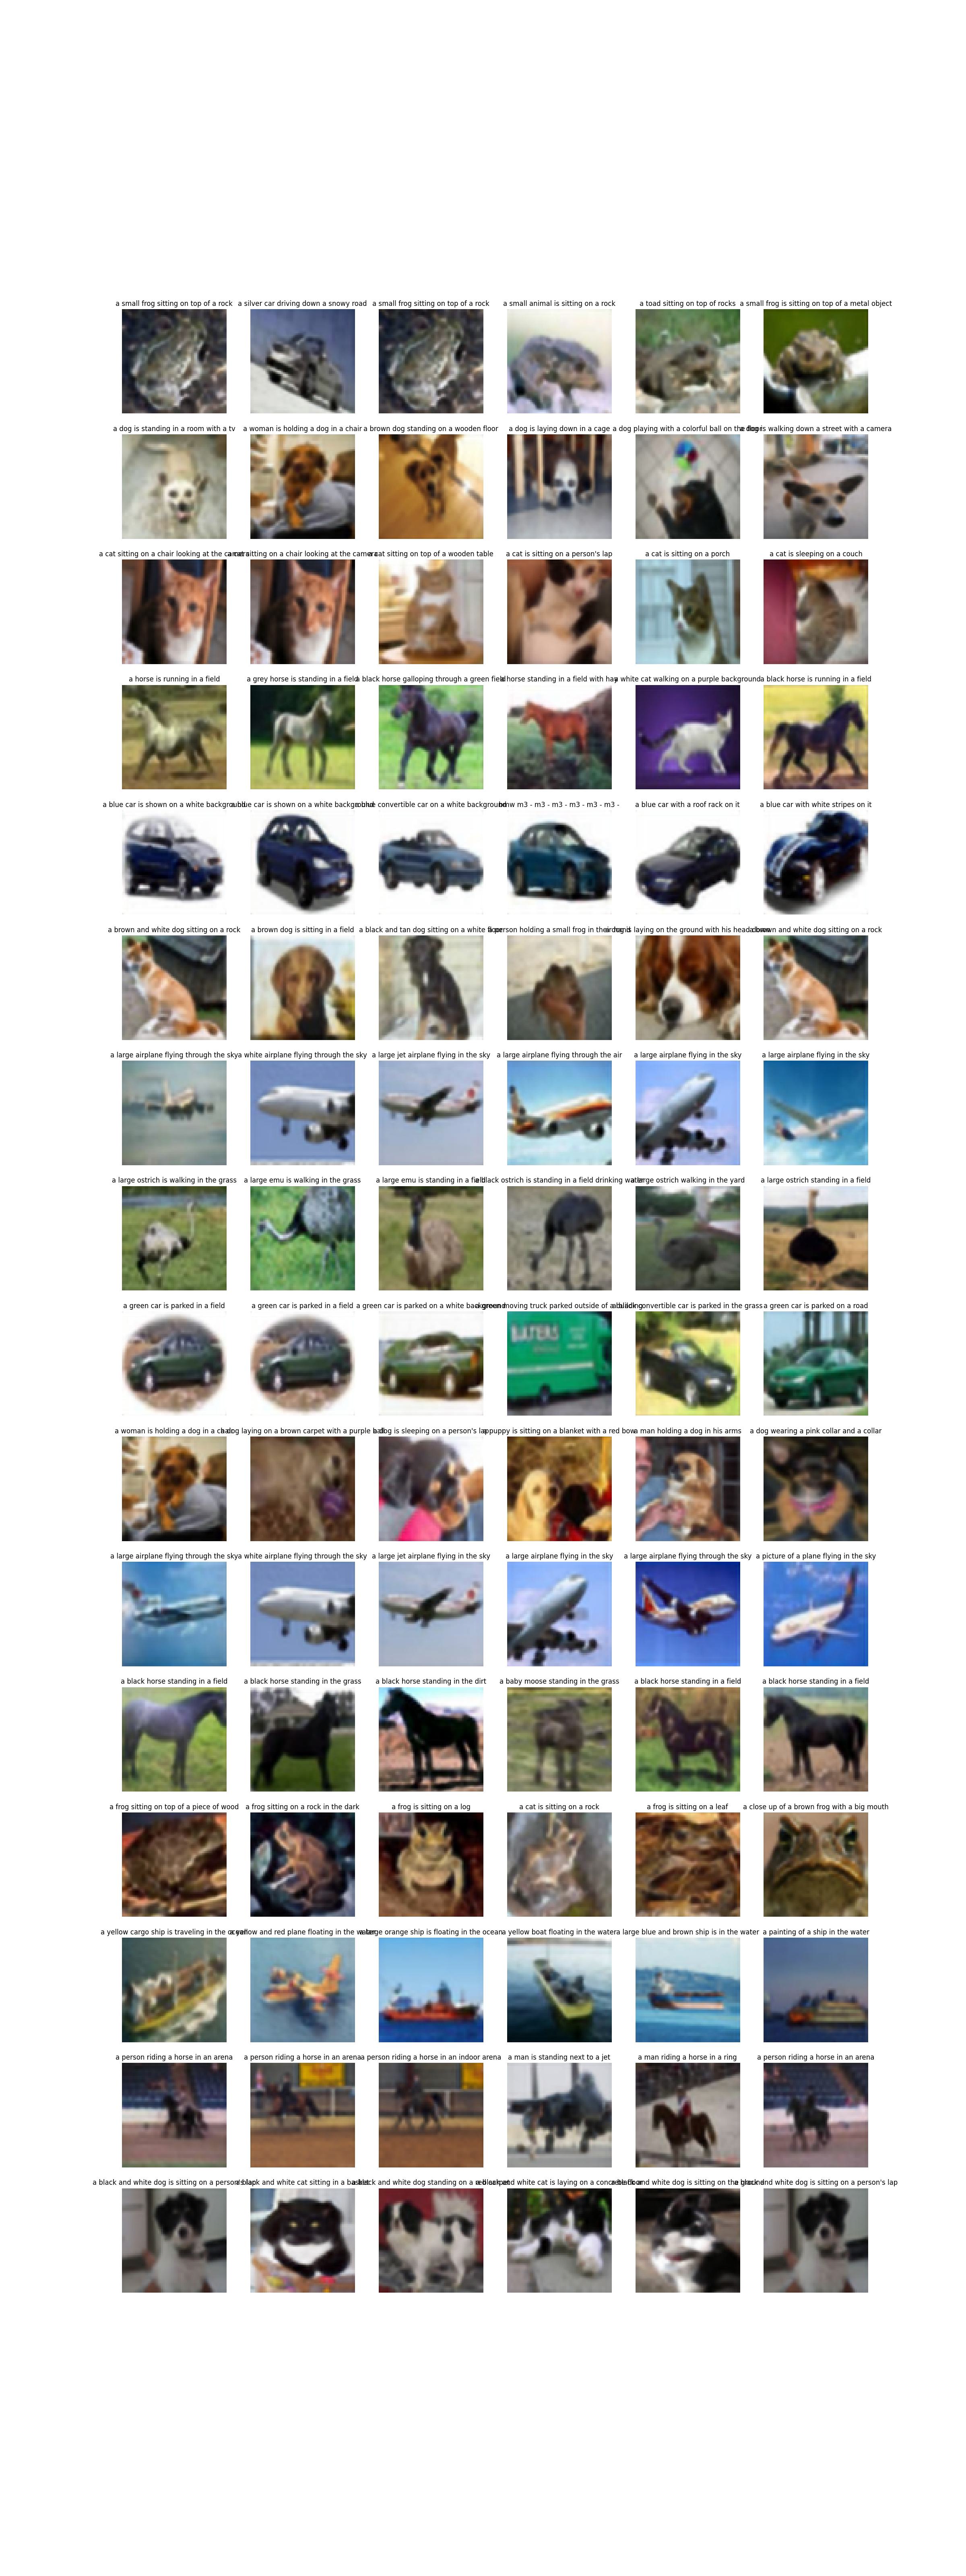 a small frog sitting on top of a rock
a silver car driving down a snowy road
a small frog sitting on top of a rock
a small animal is sitting on a rock
a toad sitting on top of rocks
a small frog is sitting on top of a metal object
a dog is standing in a room with a tv
a woman is holding a dog in a chair
a brown dog standing on a wooden floor
a dog is laying down in a cage
a dog playing with a colorful ball on the floor
a dog is walking down a street with a camera
a cat sitting on a chair looking at the camera
a cat sitting on a chair looking at the camera
a cat sitting on top of a wooden table
a cat is sitting on a person's lap
a cat is sitting on a porch
a cat is sleeping on a couch
a horse is running in a field
a grey horse is standing in a field
a black horse galloping through a green field
a horse standing in a field with hay
a white cat walking on a purple background
a black horse is running in a field
a blue car is shown on a white background
a blue car is shown on a white background
a blue convertible car on a white background
bmw m3 - m3 - m3 - m3 - m3 - m3 -
a blue car with a roof rack on it
a blue car with white stripes on it
a brown and white dog sitting on a rock
a brown dog is sitting in a field
a black and tan dog sitting on a white
a person holding a small frog in their hand
a dog is laying on the ground with his head down
a brown and white dog sitting on a rock
a large airplane flying through the sky
a white airplane flying through the sky
a large jet airplane flying in the sky
a large airplane flying through the air
a large airplane flying in the sky
a large airplane flying in the sky
a large ostrich is walking in the grass
a large emu is walking in the grass
a large emu is standing in a field
a black ostrich is standing in a field drinking water
a large ostrich walking in the yard
a large ostrich standing in a field
a green car is parked in a field
a green car is parked in a field
a green car is parked on a white background
a green moving truck parked outside of a building
convertible car is parked in the grass
a green car is parked on a road
BATERS
a woman is holding a dog in a chair
a dog laying on a brown carpet with a purple ball
a dog is sleeping on a person's lap
a puppy is sitting on a blanket with a red bow
a man holding a dog in his arms
a dog wearing a pink collar and a collar
a large airplane flying through the sky
a white airplane flying through the sky
a large jet airplane flying in the sky
a large airplane flying in the sky
a large airplane flying through the sky
a picture of a plane flying in the sky
a black horse standing in a field
a black horse standing in the grass
a black horse standing in the dirt
a baby moose standing in the grass
a black horse standing in a field
a black horse standing in a field
a frog sitting on top of a piece of wood
a frog sitting on a rock in the dark
a frog is sitting on a log
a cat is sitting on a rock
a frog is sitting on a leaf
a close up of a brown frog with a big mouth
a yellow cargo ship is traveling in the ocean
a yellow and red plane floating in the water
a large orange ship is floating in the ocean
a yellow boat floating in the water
a large blue and brown ship is in the water
a painting of a ship in the water
a person riding a horse in an arena
a person riding a horse in an arena
a person riding a horse in an indoor arena
a man is standing next to a jet
a man riding a horse in a ring
a person riding a horse in an arena
a black and white dog is sitting on a person's lap
a black and white cat sitting in a basket
a black and white dog standing on a red carpet
a black and white cat is laying on a concrete floor
a black and white dog is sitting on the ground
a black and white dog is sitting on a person's lap